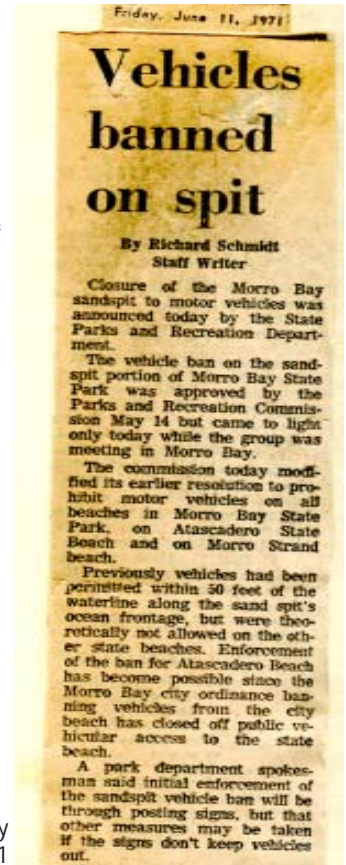 Friday, June 11, 1971
Vehicles
banned
on spit
By Richard Schmidt
Staff Writer
Closure of the Morro Bay
sandspit to motor vehicles was
announced today by the State
Parks and Recreation Depart-
ment.
The vehicle ban on the sand-
spit portion of Morro Bay State
Park was approved by the
Parks and Recreation Commis-
sion May 14 but came to light
only today while the group was
meeting in Morro Bay.
The commission today modi-
fied its earlier resolution to pro-
hibit motor vehicles on all
beaches in Morro Bay State
Park, on Atascadero State
Beach and on Morro Strand
beach.
Previously vehicles had been
permitted within 50 feet of the
waterline along the sand spit's
ocean frontage, but were theo-
retically not allowed on the oth-
er state beaches. Enforcement
of the ban for Atascadero Beach
has become possible since the
Morro Bay city ordinance ban-
ning vehicles from the city
beach has closed off public ve-
hicular access to the state
beach.
A park department spokes-
man said initial enforcement of
the sandspit vehicle ban will be
through posting signs, but that
other measures may be taken
if the signs don't keep vehicles
out.
y
1